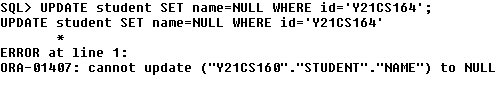 SQL> UPDATE student SET name=NULL WHERE id='Y21CS164';
UPDATE student SET name=NULL WHERE id='Y21CS164'
*
ERROR at line 1:
ORA-01407: cannot update ("Y21CS160"."STUDENT"."NAME") to NULL